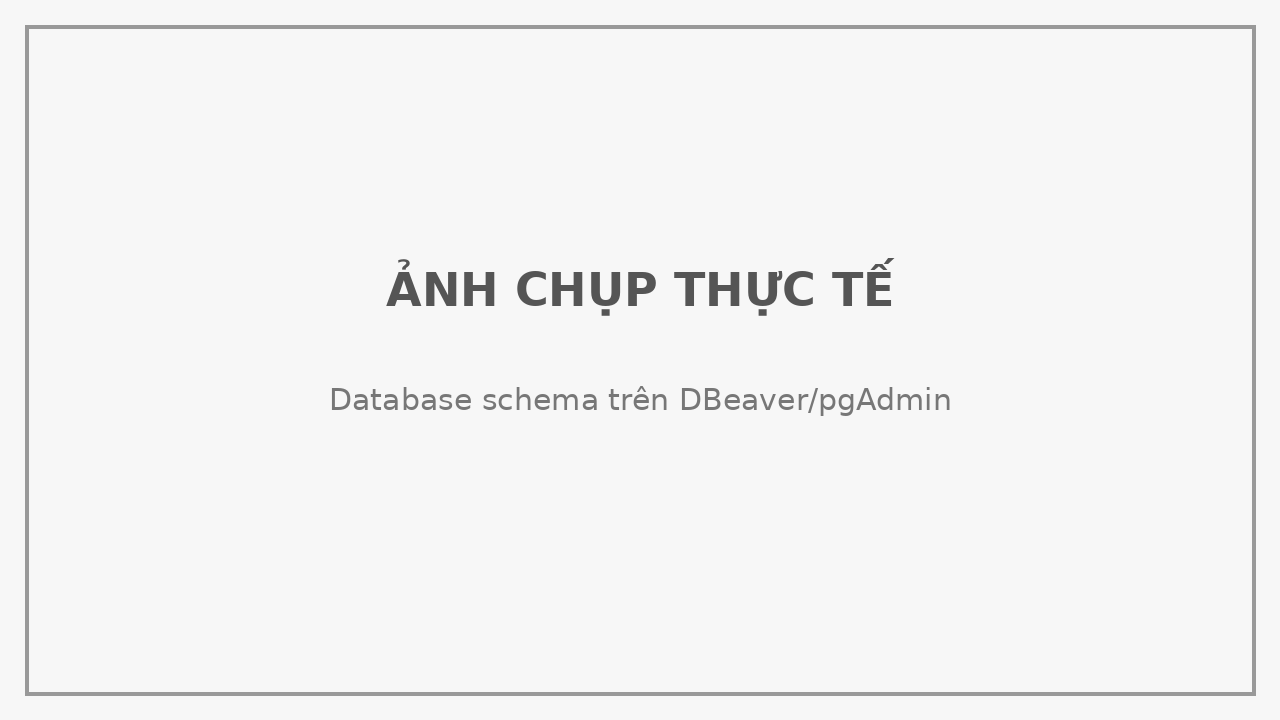 ẢNH CHỤP THỰC TẾ
Database schema trên DBeaver/pgAdmin